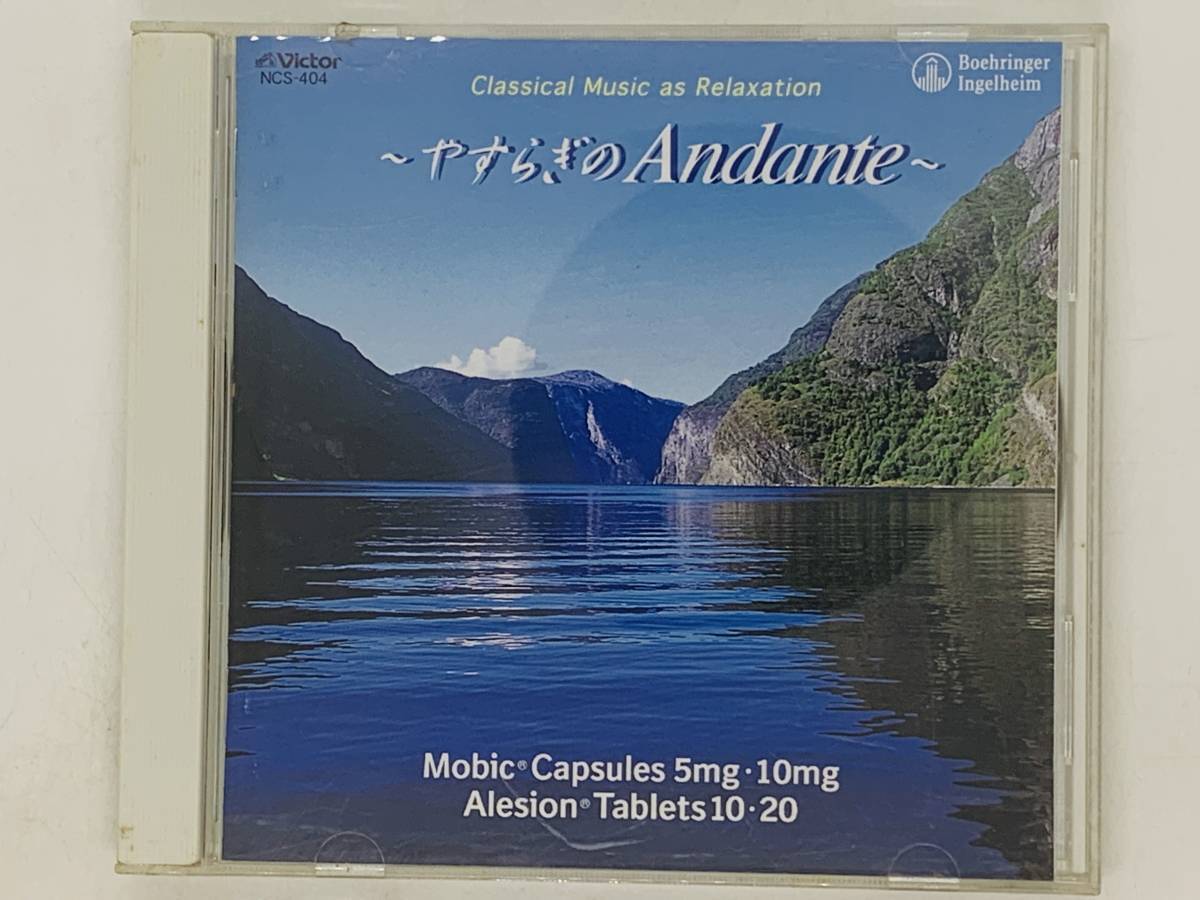 Victor
NCS-404
Classical Music as Relaxation
Boehringer
Ingelheim
~やすらぎのAndante~
Mobic® Capsules 5mg·10mg
Alesion® Tablets 10·20